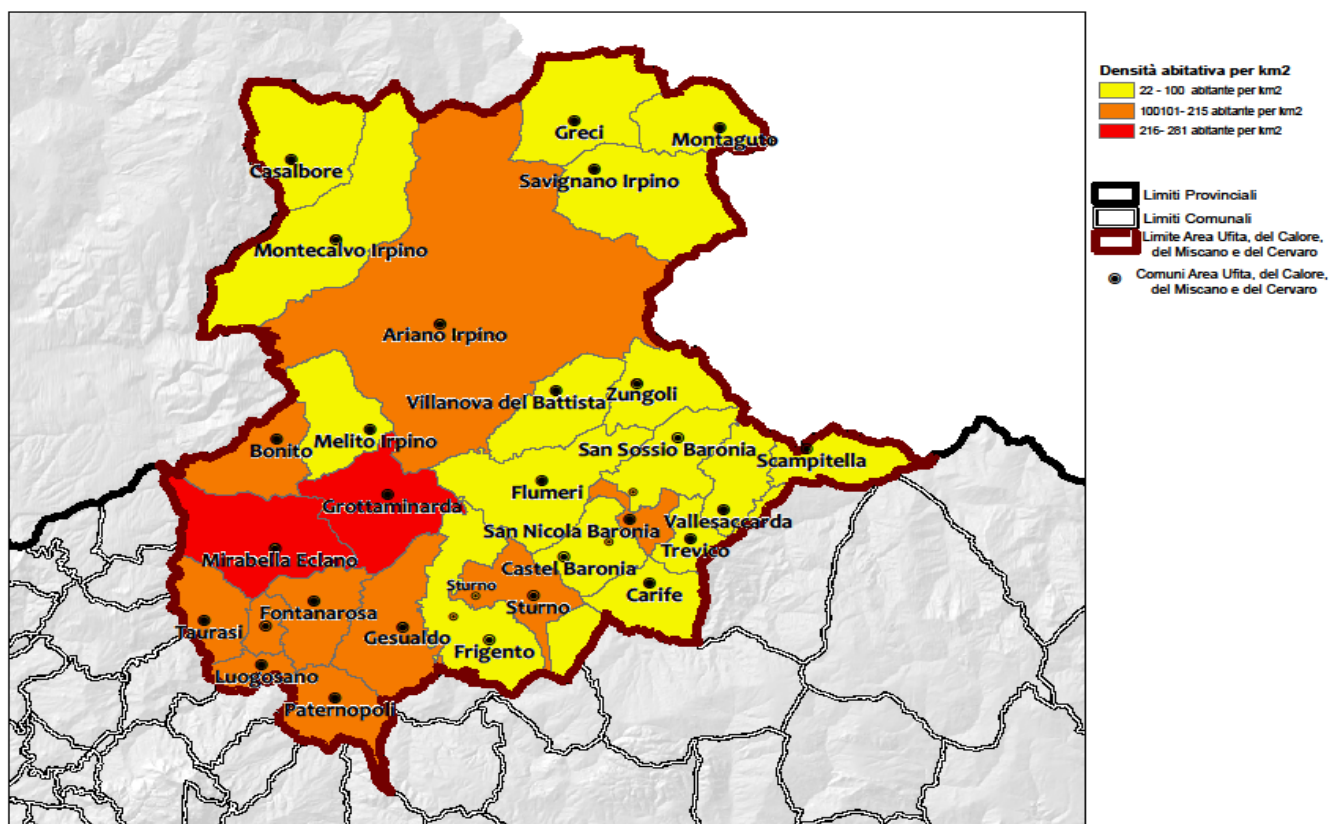 Densità abitativa per km2
22 - 100 abitante per km2
100101- 215 abitante per km2
216- 281 abitante per km2
Limiti Provinciali
Limiti Comunali
Limite Area Ufita, del Calore,
del Miscano e del Cervaro
Comuni Area Ufita, del Calore,
del Miscano e del Cervaro
Greci
Montaguto
Casalbore
Savignano Irpino
Montecalvo Irpino
Ariano Irpino
Villanova del Battista
Zungoli
Bonito
Melito Irpino
San Sossio Baronia
Scampitella
Flumeri
Grottaminarda
San Nicola Baronia
Vallesaccarda
Trevico
Mirabella Eclano
Castel Baronia
Sturno
Carife
Sturno
Fontanarosa
Taurasi
Gesualdo
Frigento
Luogosano
Paternopoli